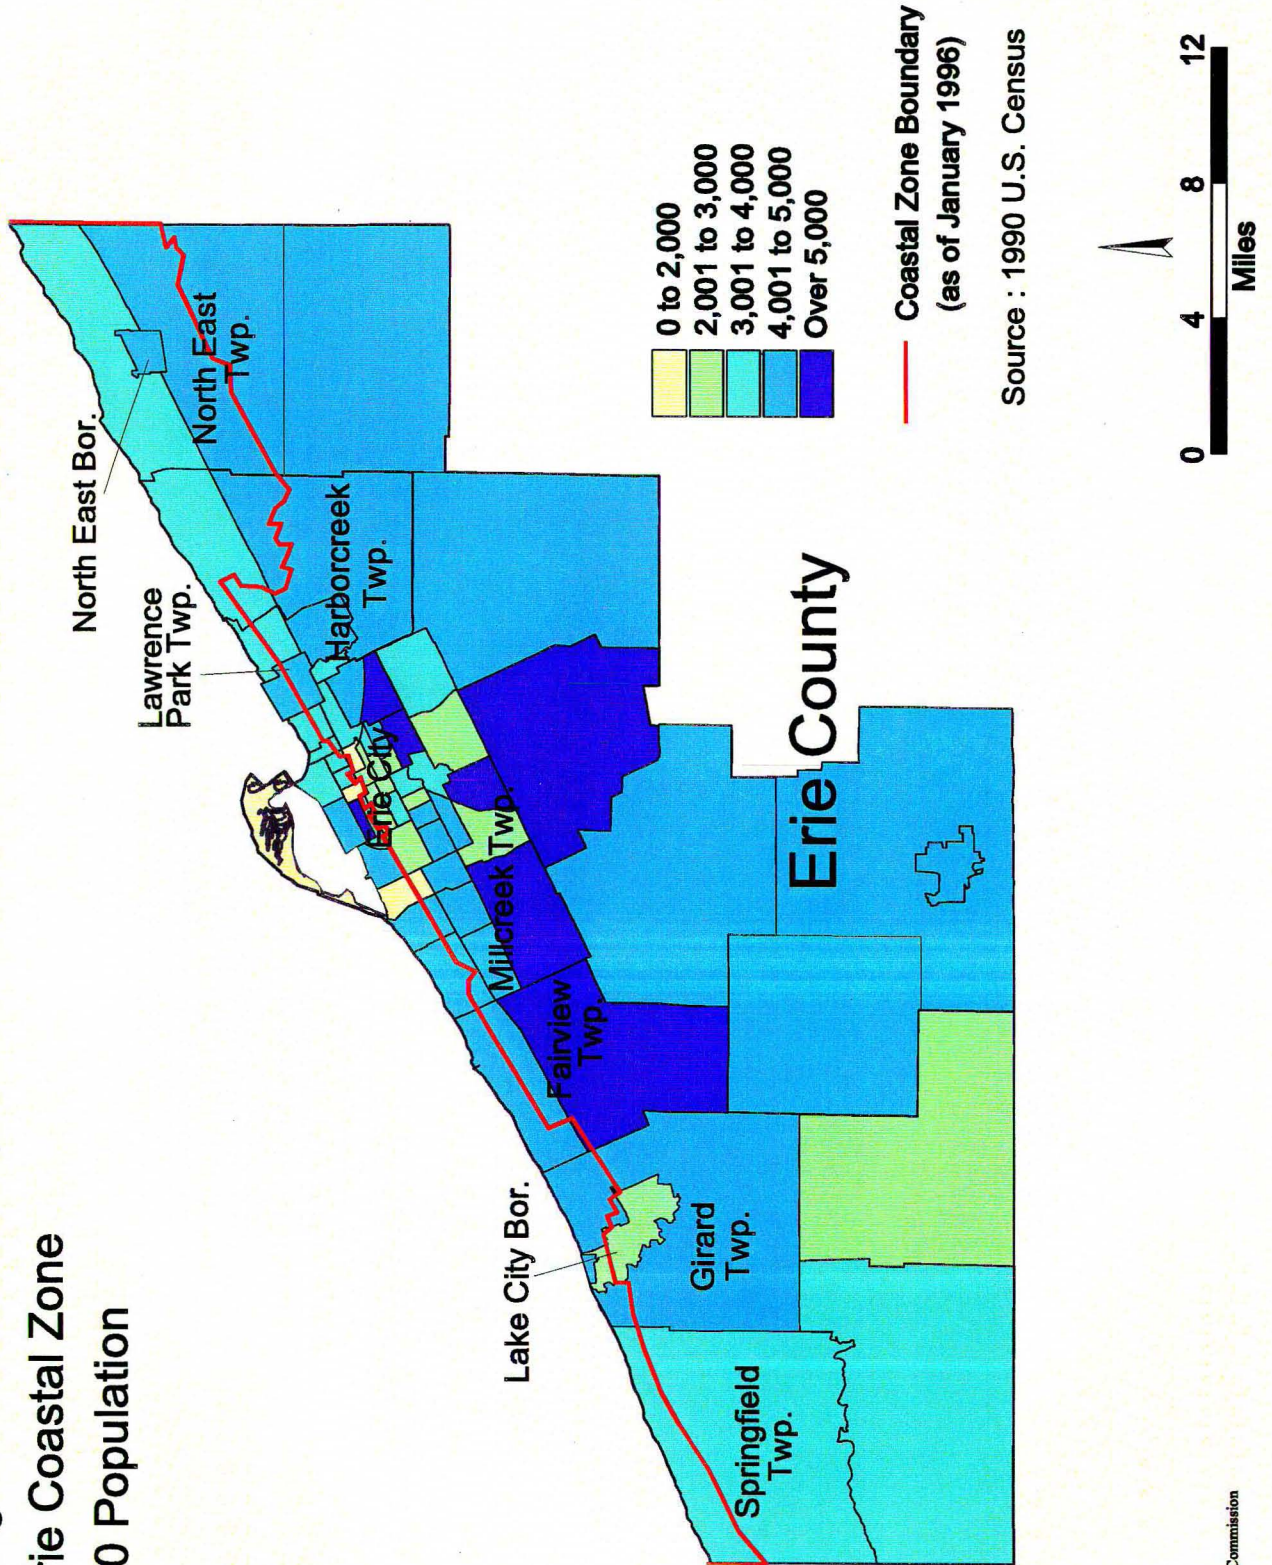 Coastal Zone
Population
North East Bor.
Lawrence
Park Twp.
North East
Twp.
Harborcreek
Twp.
Erie City
Millcreek Twp.
Fairview
Twp.
Lake City Bor.
Girard
Twp.
Springfield
Twp.
Erie County
0 to 2,000
2,001 to 3,000
3,001 to 4,000
4,001 to 5,000
Over 5,000
Coastal Zone Boundary
(as of January 1996)
Source : 1990 U.S. Census
0 4 8 12
Miles
Commission